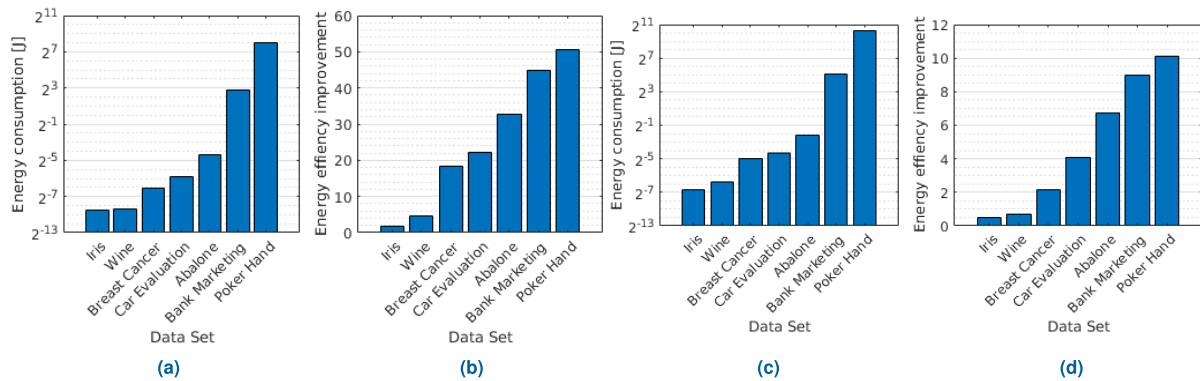 Energy consumption [J]
2^11
2^7
2^3
2^-1
2^-5
2^-7
2^-13
Iris
Wine
Breast Cancer
Car Evaluation
Abalone
Bank Marketing
Poker Hand
Data Set
(a)
Energy effiency improvement
60
50
40
30
20
10
0
Iris
Wine
Breast Cancer
Car Evaluation
Abalone
Bank Marketing
Poker Hand
Data Set
(b)
Energy consumption [J]
2^11
2^7
2^3
2^-1
2^-5
2^-7
2^-13
Iris
Wine
Breast Cancer
Car Evaluation
Abalone
Bank Marketing
Poker Hand
Data Set
(c)
Energy effiency improvement
12
10
8
6
4
2
0
Iris
Wine
Breast Cancer
Car Evaluation
Abalone
Bank Marketing
Poker Hand
Data Set
(d)